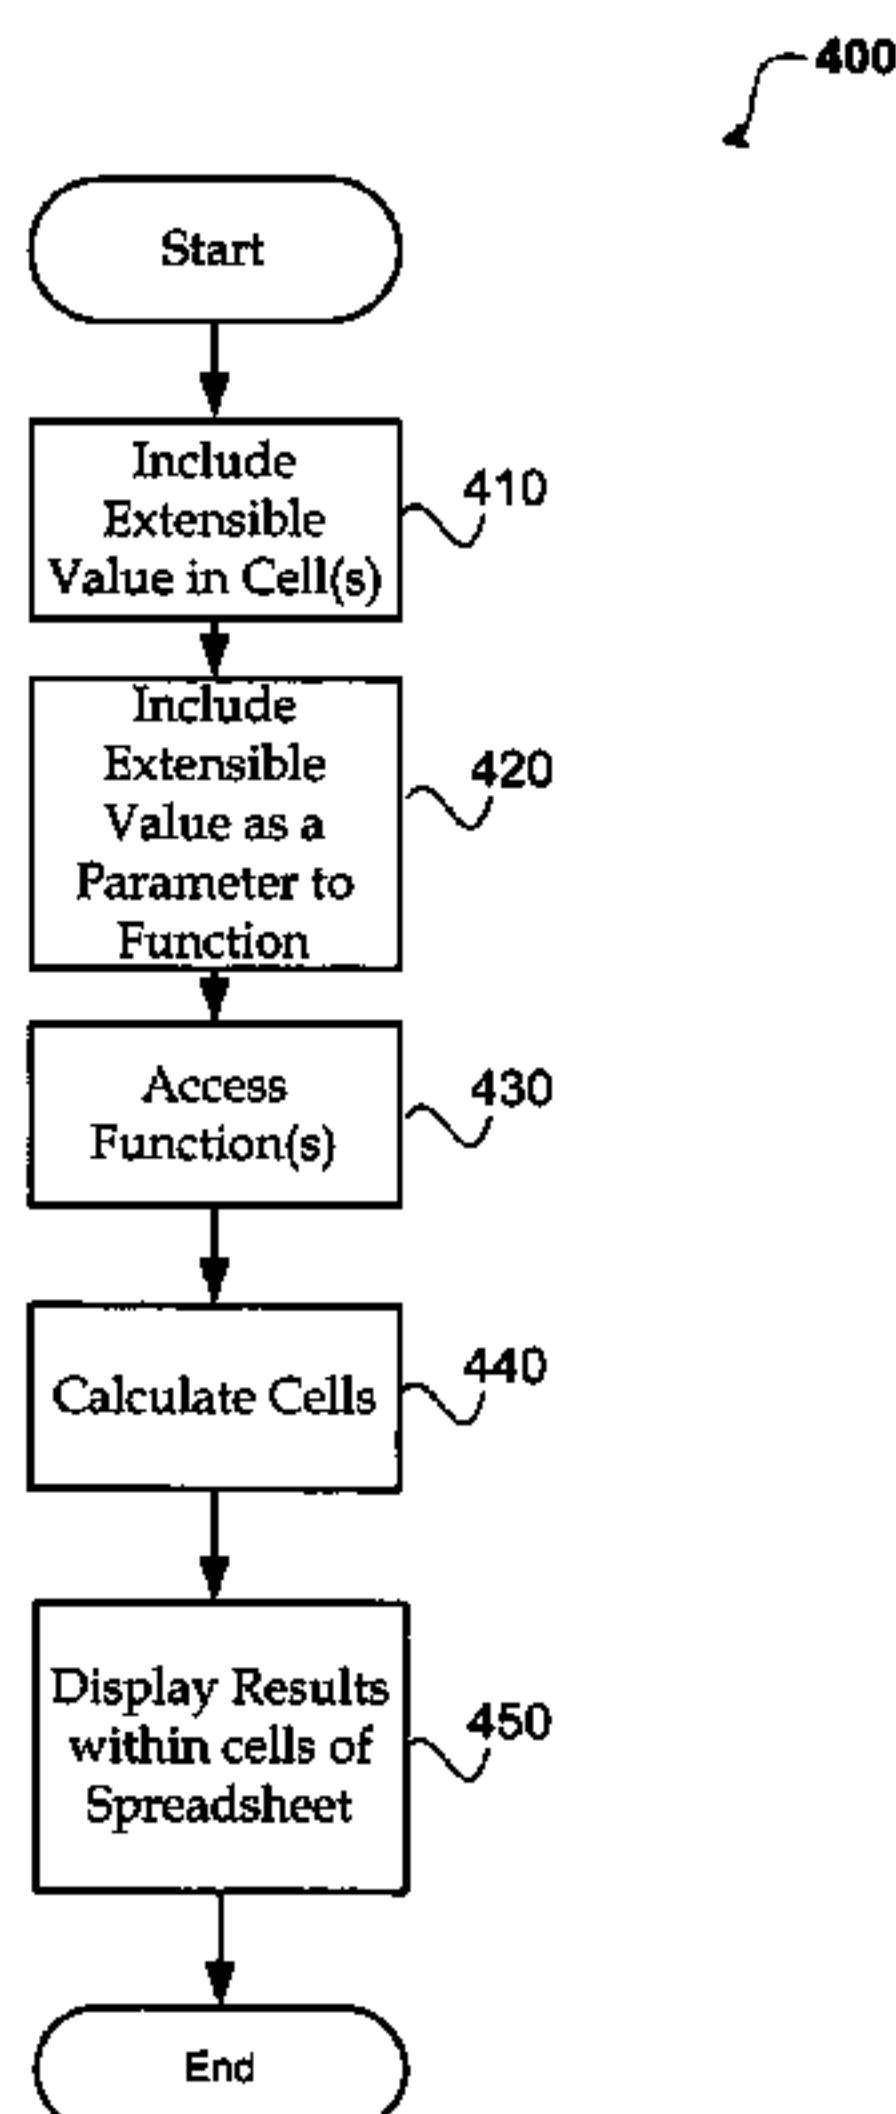 400
Start
Include
Extensible
Value in Cell(s)
410
Include
Extensible
Value as a
Parameter to
Function
420
Access
Function(s)
430
Calculate Cells
440
Display Results
within cells of
Spreadsheet
450
End